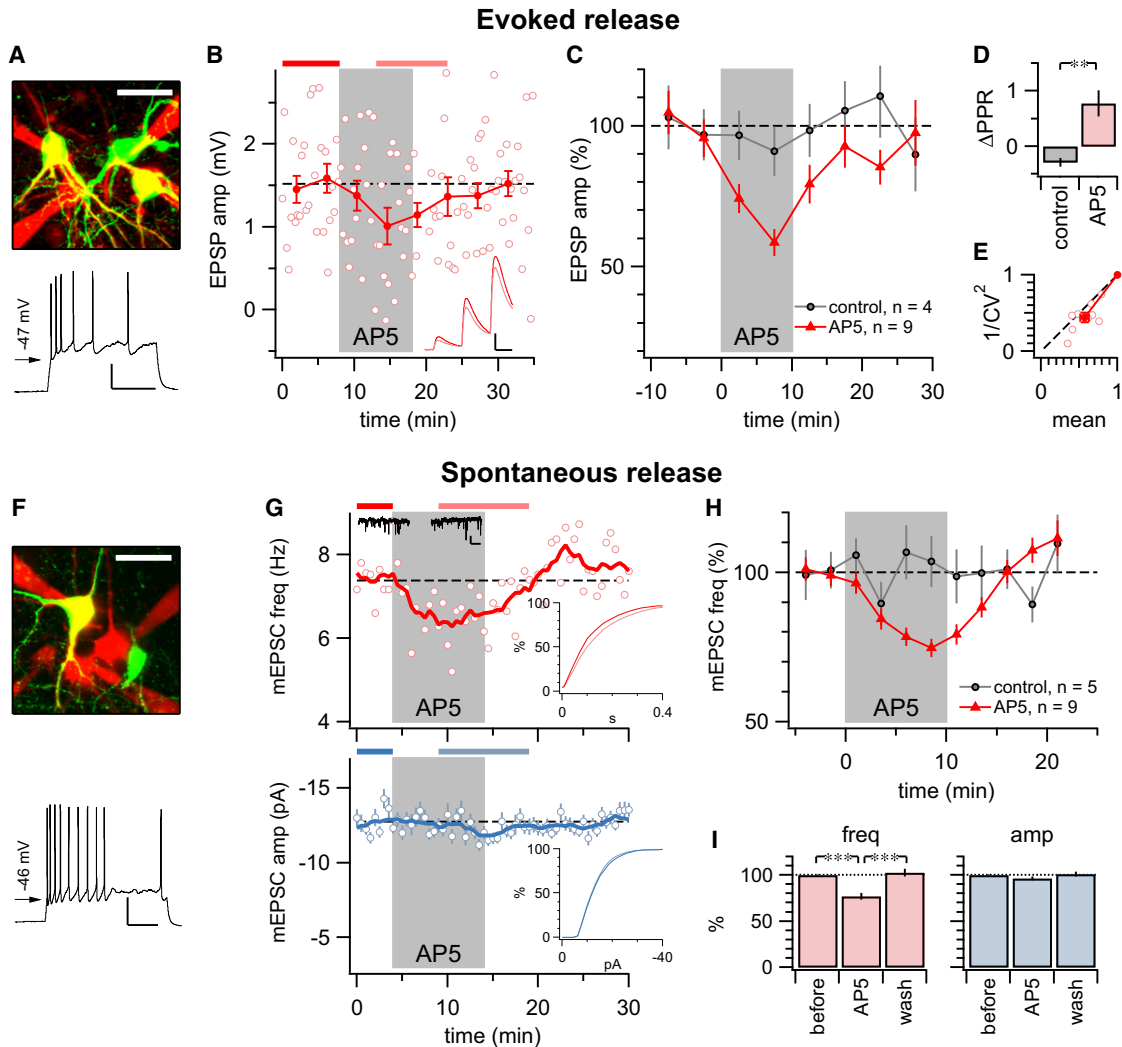 Evoked release
A
-47 mV
B
EPSP amp (mV)
2
1
0
AP5
0
10
20
30
time (min)
C
EPSP amp (%)
100
50
AP5
control, n = 4
AP5, n = 9
-10
0
10
20
30
time (min)
D
ΔPPR
1
0
**
control
AP5
E
1/CV²
1
0
0
1
mean
Spontaneous release
F
-46 mV
G
mEPSC freq (Hz)
8
6
4
AP5
%
100
50
0
0
s
0.4
mEPSC amp (pA)
-15
-10
-5
AP5
%
100
50
0
0
pA
-40
0
10
20
30
time (min)
H
mEPSC freq (%)
100
50
AP5
control, n = 5
AP5, n = 9
0
10
20
time (min)
I
freq
amp
*** ***
%
100
50
0
before
AP5
wash
before
AP5
wash